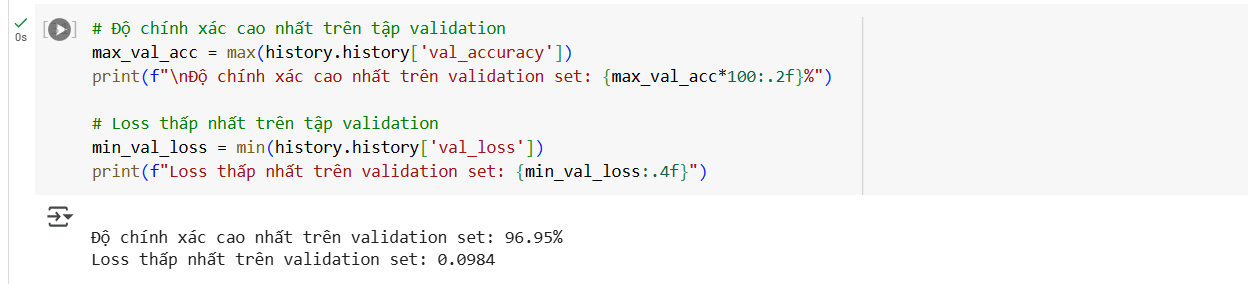 0s
[ ] # Độ chính xác cao nhất trên tập validation
max_val_acc = max(history.history['val_accuracy'])
print(f"\nĐộ chính xác cao nhất trên validation set: {max_val_acc*100:.2f}%")
# Loss thấp nhất trên tập validation
min_val_loss = min(history.history['val_loss'])
print(f"Loss thấp nhất trên validation set: {min_val_loss:.4f}")
Độ chính xác cao nhất trên validation set: 96.95%
Loss thấp nhất trên validation set: 0.0984